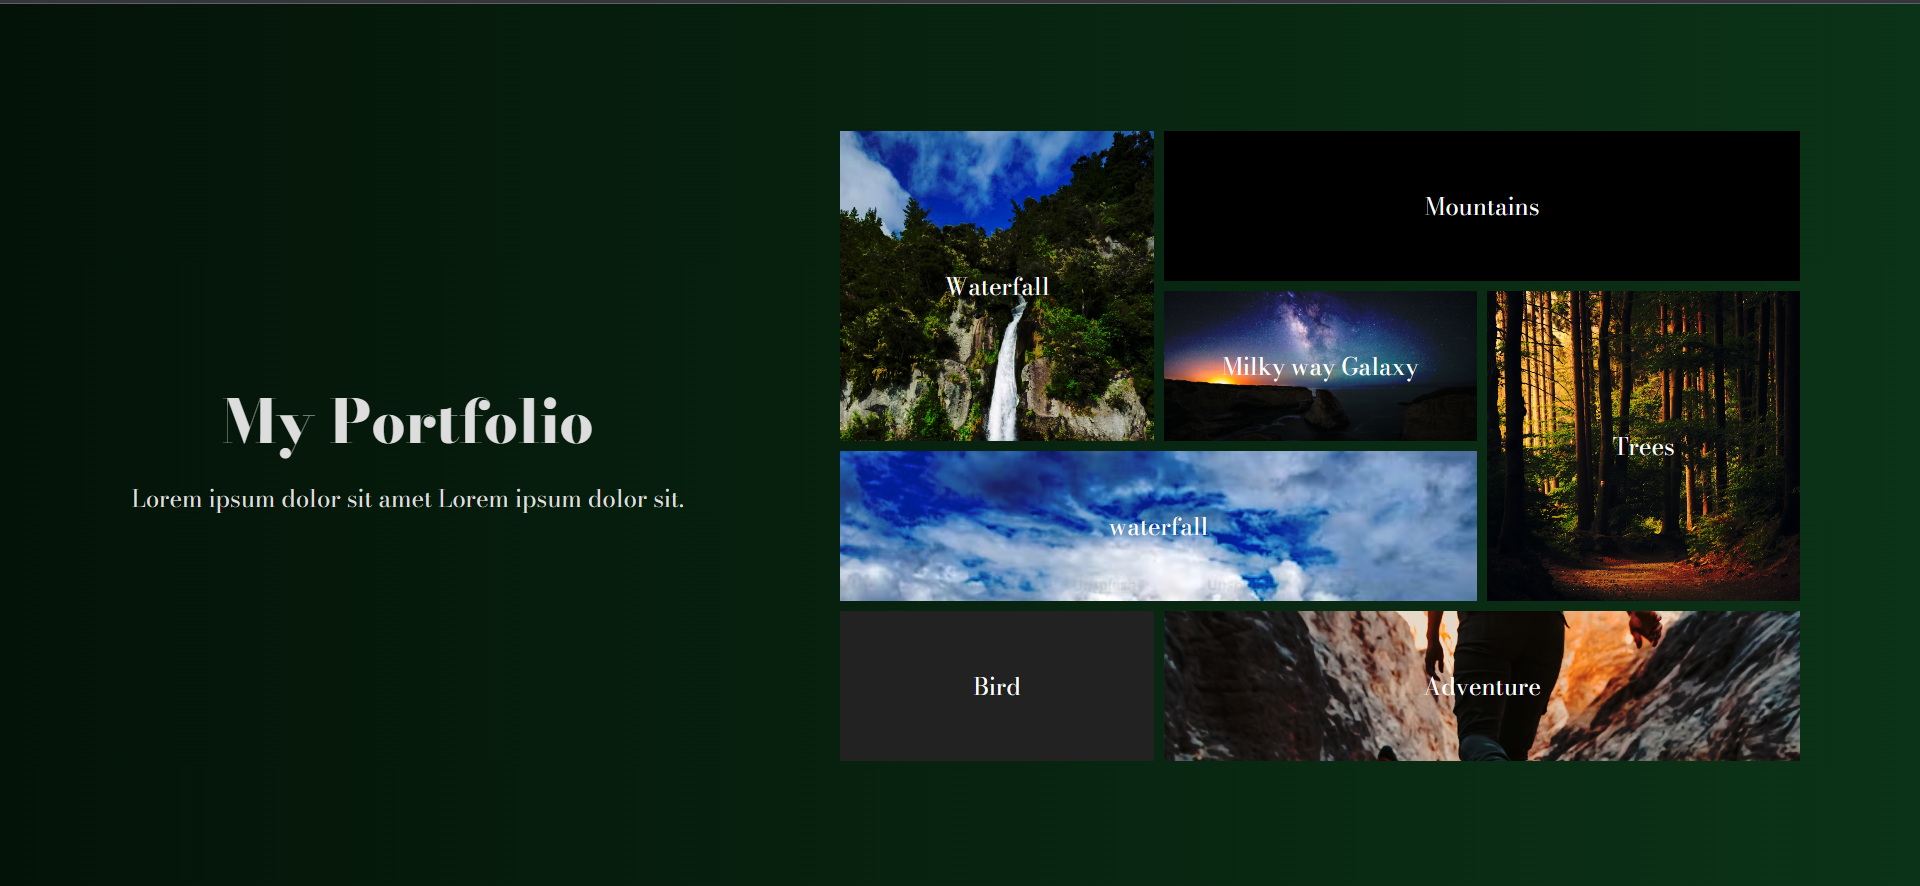 My Portfolio
Lorem ipsum dolor sit amet Lorem ipsum dolor sit.
Waterfall
Mountains
Milky way Galaxy
Trees
waterfall
Bird
Adventure